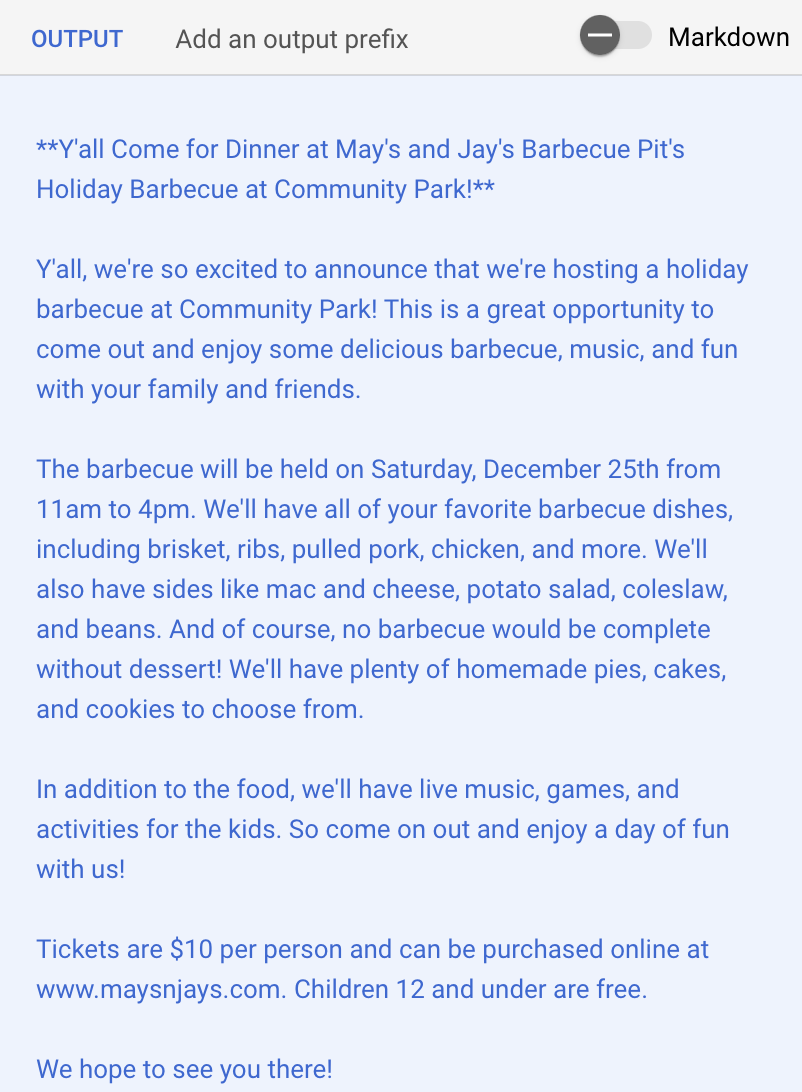 OUTPUT Add an output prefix Markdown
**Y'all Come for Dinner at May's and Jay's Barbecue Pit's
Holiday Barbecue at Community Park!**
Y'all, we're so excited to announce that we're hosting a holiday
barbecue at Community Park! This is a great opportunity to
come out and enjoy some delicious barbecue, music, and fun
with your family and friends.
The barbecue will be held on Saturday, December 25th from
11am to 4pm. We'll have all of your favorite barbecue dishes,
including brisket, ribs, pulled pork, chicken, and more. We'll
also have sides like mac and cheese, potato salad, coleslaw,
and beans. And of course, no barbecue would be complete
without dessert! We'll have plenty of homemade pies, cakes,
and cookies to choose from.
In addition to the food, we'll have live music, games, and
activities for the kids. So come on out and enjoy a day of fun
with us!
Tickets are $10 per person and can be purchased online at
www.maysnjays.com. Children 12 and under are free.
We hope to see you there!